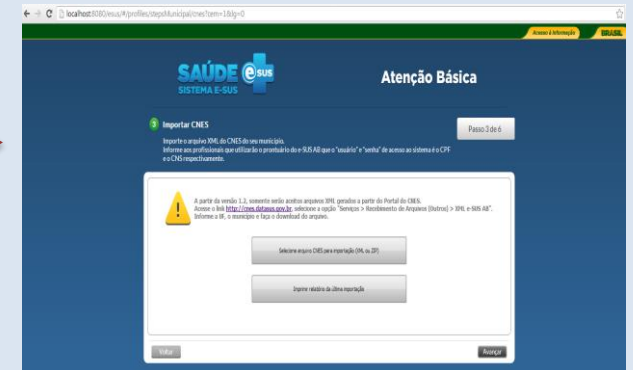 localhost:8080/esus/#/profiles/stepsMunicipal/cnes?tem=1&lg=0
Acesso à Informação
BRASIL
SAÚDE e SUS
SISTEMA E-SUS
Atenção Básica
3 Importar CNES
Passo 3 de 6
Importe o arquivo XML do CNES do seu município.
Informe aos profissionais que utilizarão o prontuário do e-SUS AB que o "usuário" e "senha" de acesso ao sistema é o CPF
e o CNS respectivamente.
A partir da versão 1.2, somente serão aceitos arquivos XML gerados a partir do Portal do CNES.
Acesse o link http://cnes.datasus.gov.br, selecione a opção "Serviços > Recebimento de Arquivos (Outros) > XML e-SUS AB".
Informe a UF, o município e faça o download do arquivo.
Selecione arquivo CNES para importação (XML ou ZIP)
Imprimir relatório da última importação
Voltar
Avançar